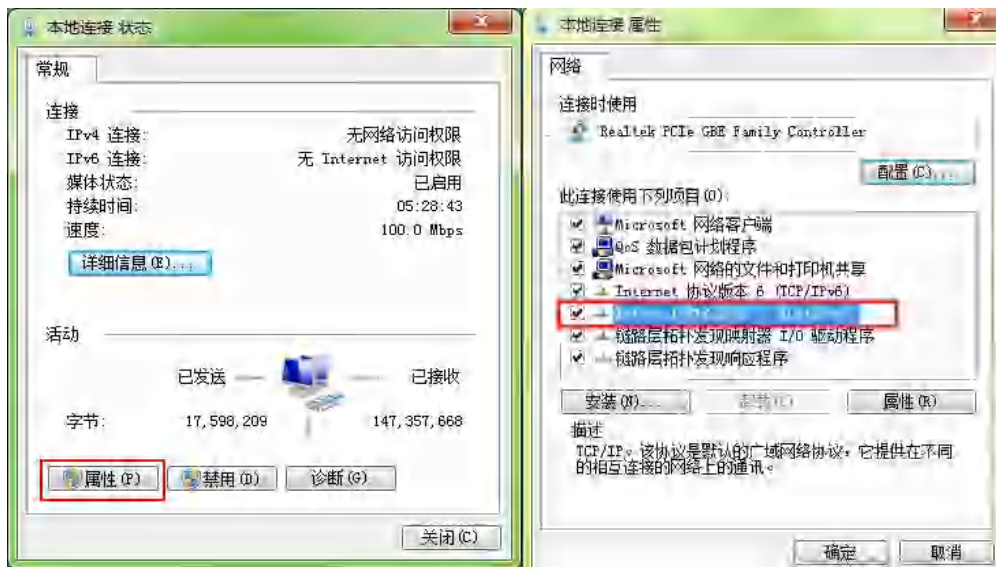 本地连接 状态
常规
连接
IPv4 连接: 无网络访问权限
IPv6 连接: 无 Internet 访问权限
媒体状态: 已启用
持续时间: 05:28:43
速度: 100.0 Mbps
详细信息(E)...
活动
已发送 — — 已接收
字节: 17,598,209 147,357,668
属性(P) 禁用(D) 诊断(G)
关闭(C)
本地连接 属性
网络
连接时使用
Realtek PCIe GBE Family Controller
配置(C)...
此连接使用下列项目(O):
Microsoft 网络客户端
QoS 数据包计划程序
Microsoft 网络的文件和打印机共享
Internet 协议版本 6 (TCP/IPv6)
链路层拓扑发现映射器 I/O 驱动程序
链路层拓扑发现响应程序
安装(N)... 属性(R)
描述
TCP/IP。该协议是默认的广域网络协议，它提供在不同
的相互连接的网络上的通讯。
确定 取消